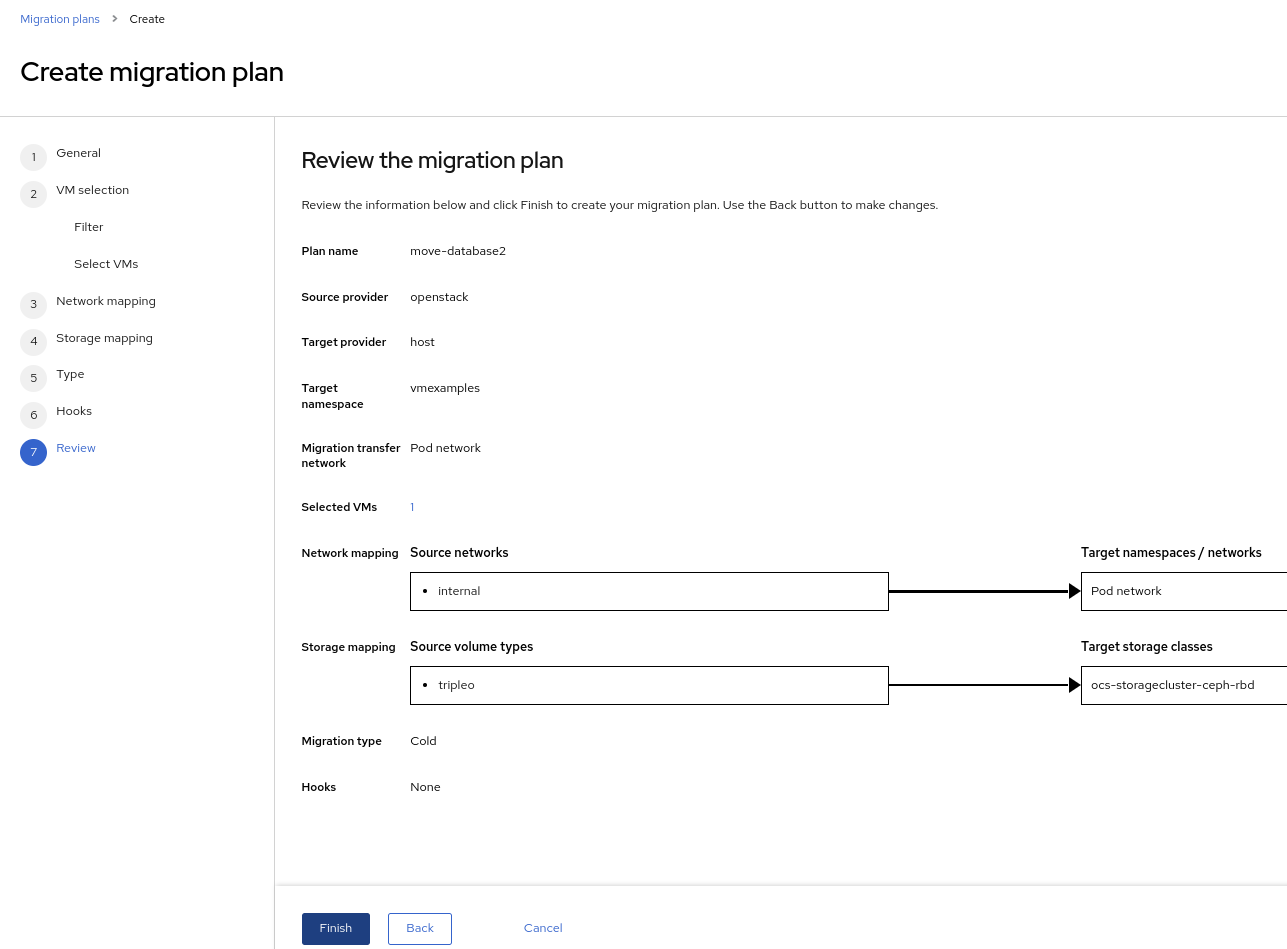 Migration plans > Create
Create migration plan
1 General
2 VM selection
Filter
Select VMs
3 Network mapping
4 Storage mapping
5 Type
6 Hooks
7 Review
Review the migration plan
Review the information below and click Finish to create your migration plan. Use the Back button to make changes.
Plan name move-database2
Source provider openstack
Target provider host
Target vmexamples
namespace
Migration transfer Pod network
network
Selected VMs 1
Network mapping Source networks Target namespaces / networks
• internal Pod network
Storage mapping Source volume types Target storage classes
• tripleo ocs-storagecluster-ceph-rbd
Migration type Cold
Hooks None
Finish Back Cancel